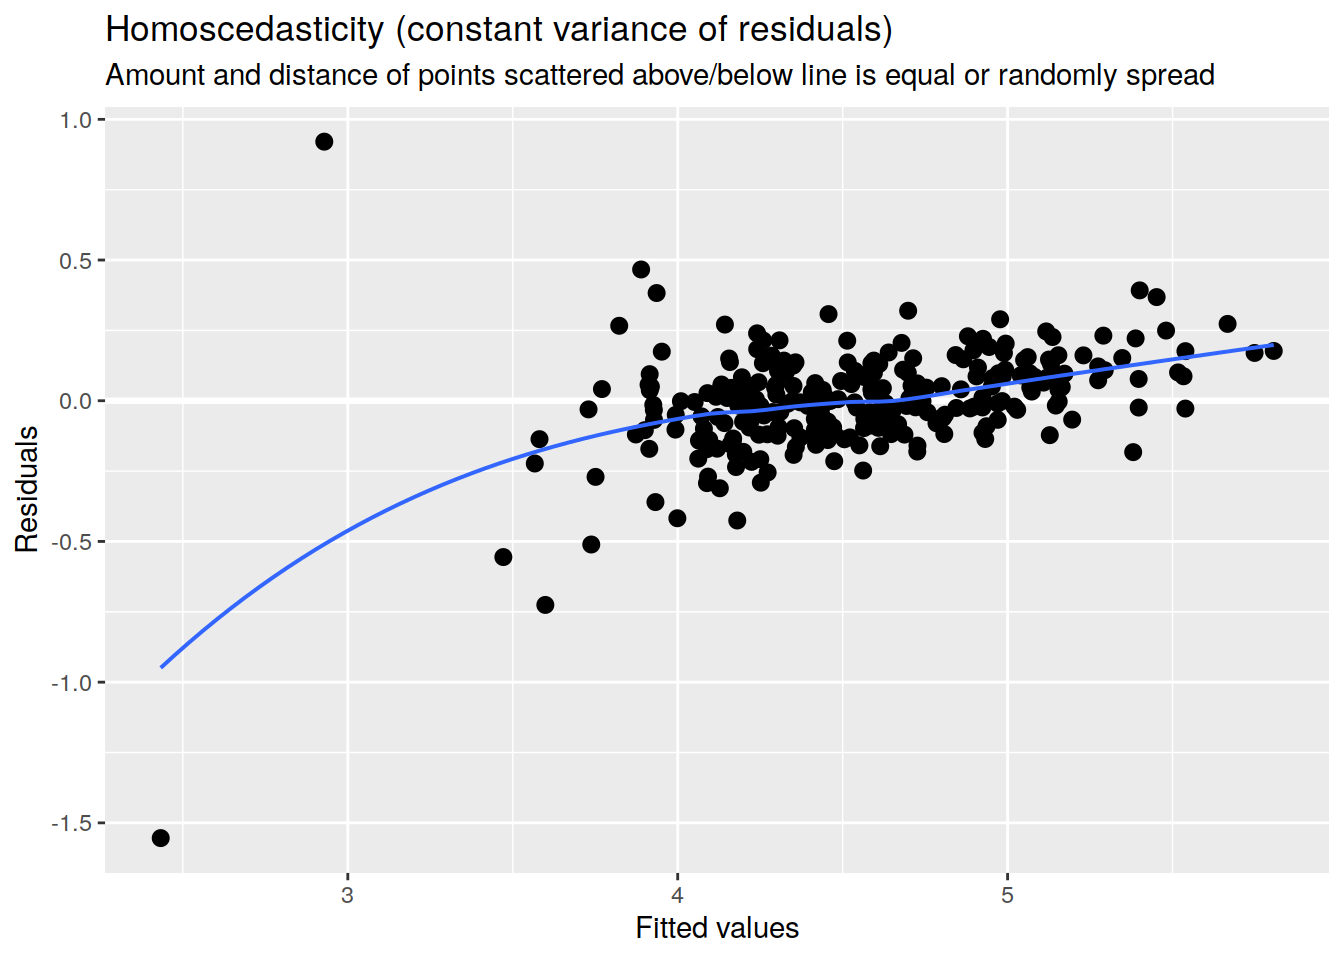 Homoscedasticity (constant variance of residuals)
Amount and distance of points scattered above/below line is equal or randomly spread
1.0
0.5
0.0
-0.5
-1.0
-1.5
Residuals
3 4 5
Fitted values